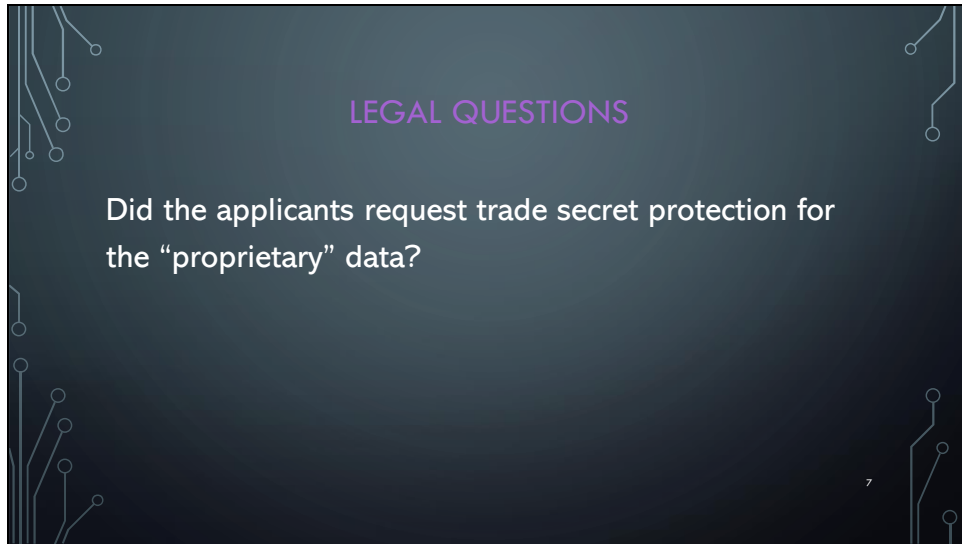 LEGAL QUESTIONS
Did the applicants request trade secret protection for
the “proprietary” data?
7